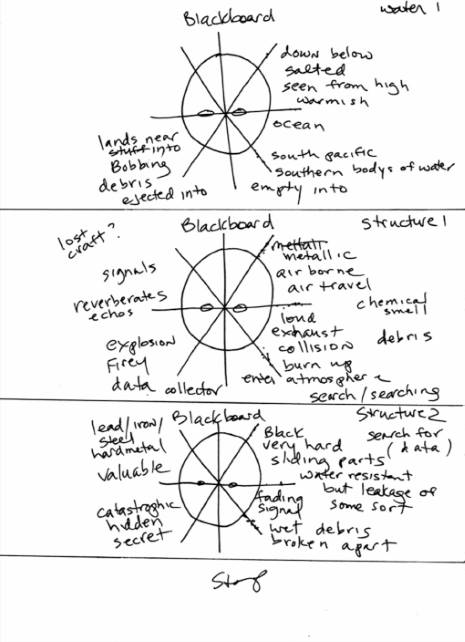 Blackboard
water 1
down below
salted
seen from high
warmish
ocean
south pacific
southern bodys of water
empty into
lands near
stuff into
Bobbing
debris
ejected into
Blackboard
Structure 1
lost
craft?
signals
reverberates
echos
explosion
Firey
data collector
metallic
air borne
air travel
chemical
smell
loud
exhaust
collision
debris
burn up
enter atmosphere
search/searching
Blackboard
Structure 2
lead/iron/
steel
hardmetal
valuable
catastrophic
hidden
secret
Black
very hard
sliding parts
search for
(data)
water resistant
but leakage of
some sort
fading
signal
wet debris
broken apart